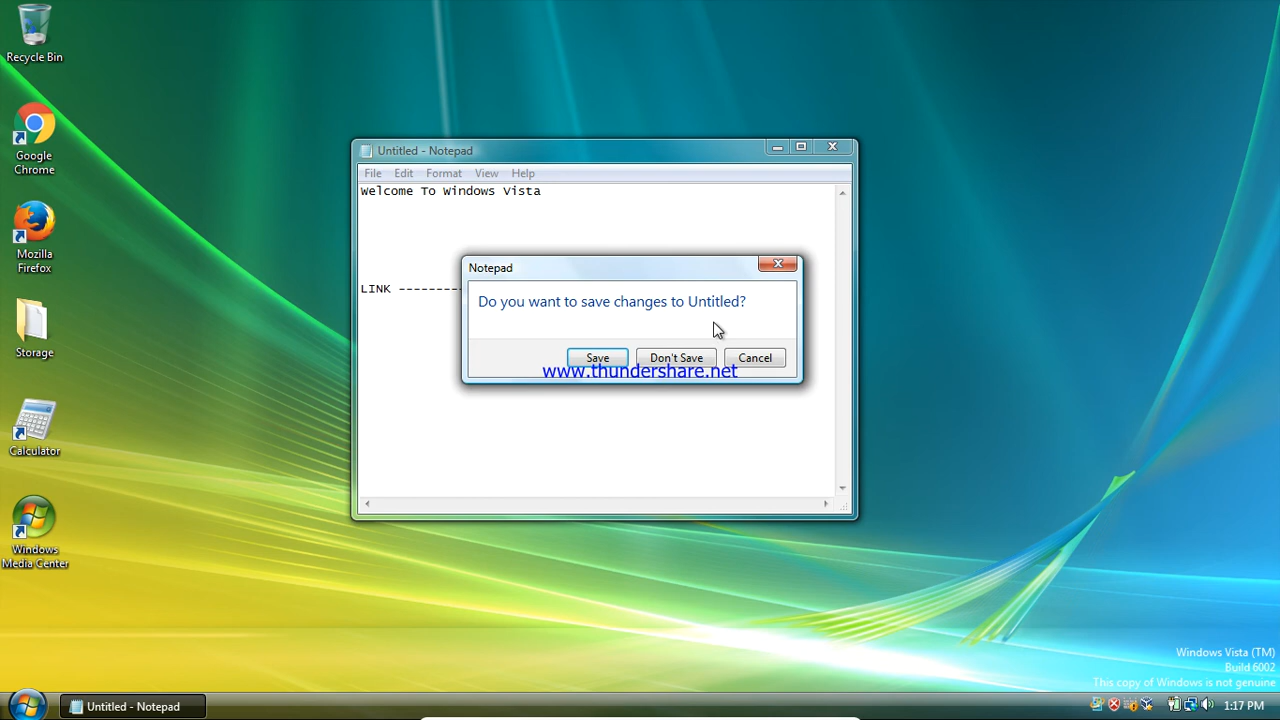 Recycle Bin
Google
Chrome
Mozilla
Firefox
Storage
Calculator
Windows
Media Center
Untitled - Notepad
File Edit Format View Help
Welcome To Windows Vista
LINK ---------
Notepad
Do you want to save changes to Untitled?
Save Don't Save Cancel
www.thundershare.net
Windows Vista (TM)
Build 6002
This copy of Windows is not genuine
Untitled - Notepad
1:17 PM